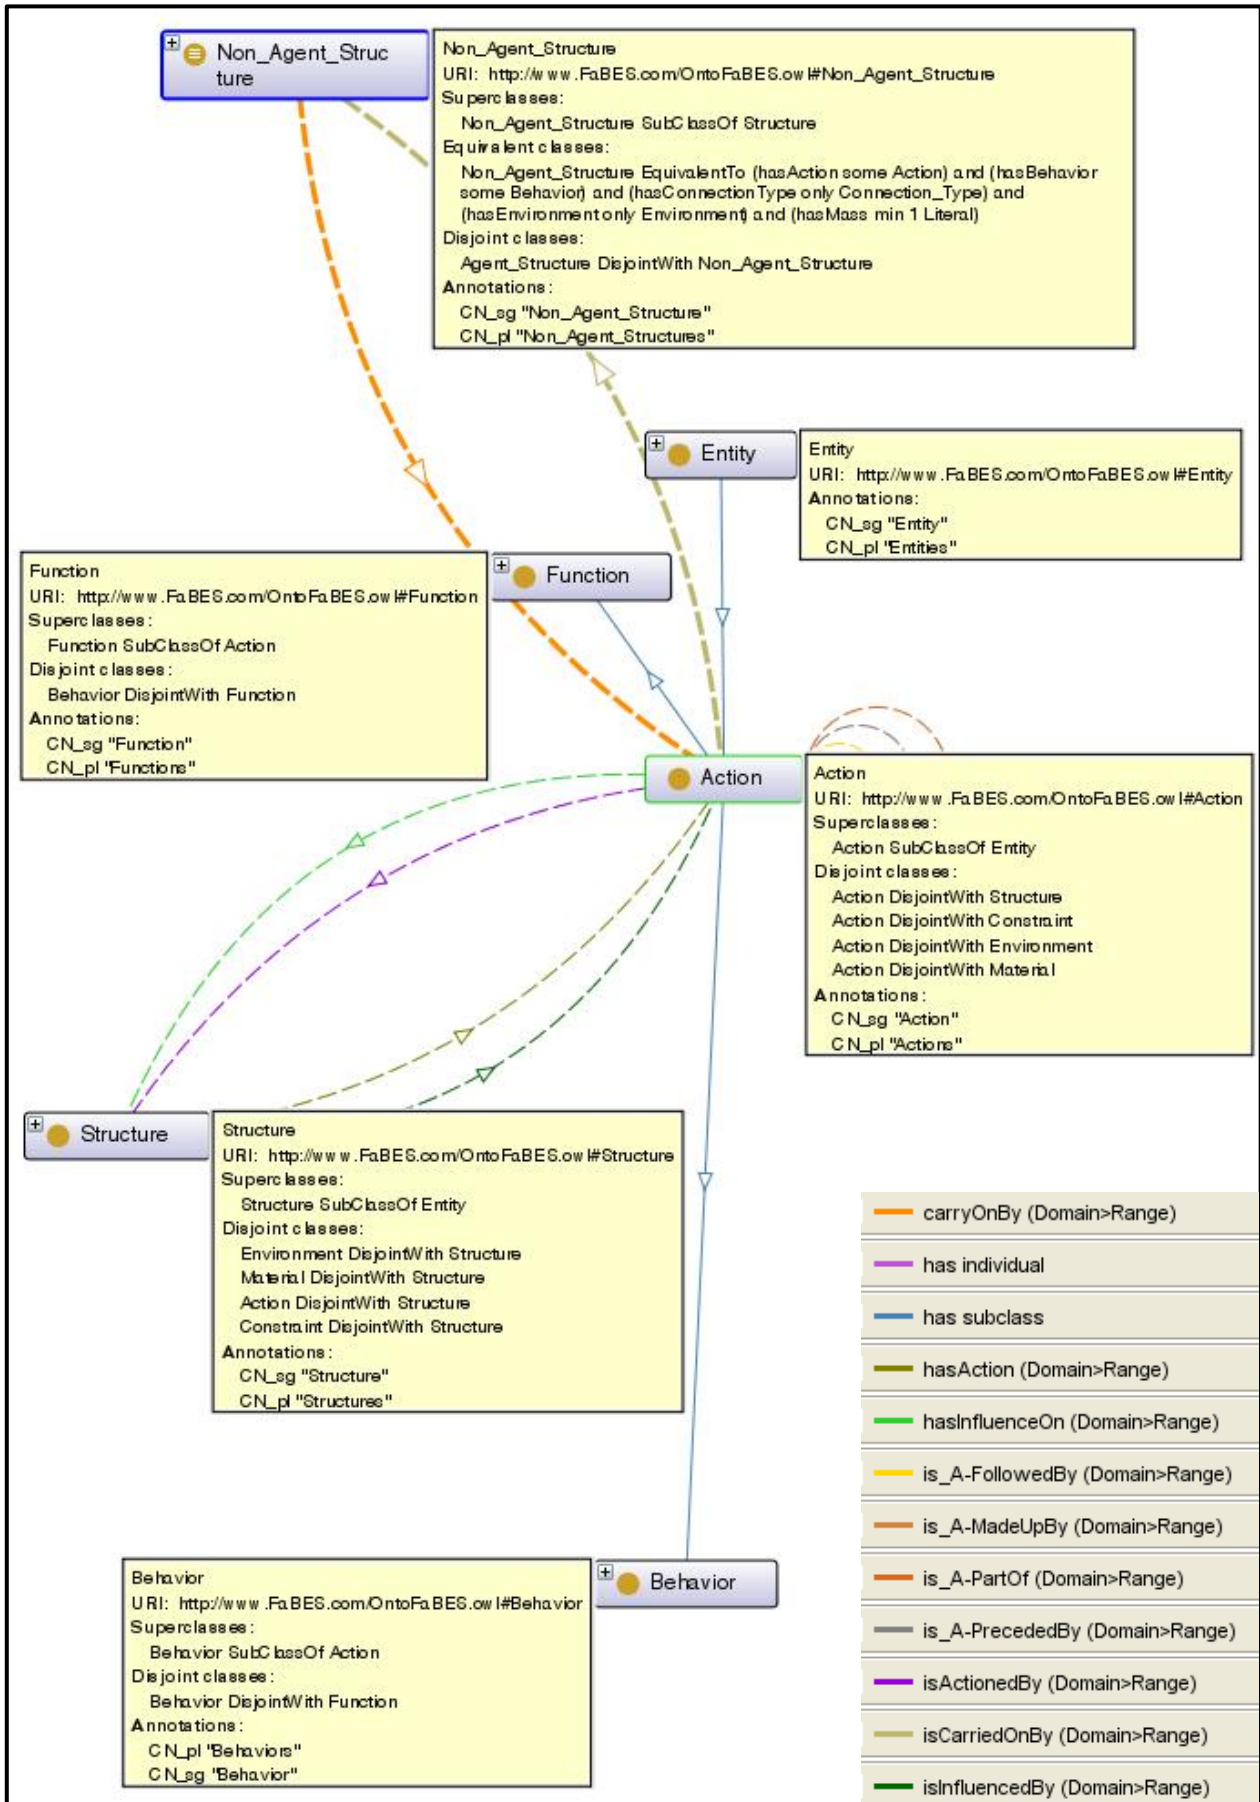 Non_Agent_Struc
ture
Non_Agent_Structure
URI: http://www.FaBES.com/OntoFaBES.owl#Non_Agent_Structure
Superclasses:
Non_Agent_Structure SubClassOf Structure
Equivalent classes:
Non_Agent_Structure EquivalentTo (hasAction some Action) and (hasBehavior
some Behavior) and (hasConnectionType only Connection_Type) and
(hasEnvironment only Environment) and (hasMass min 1 Literal)
Disjoint classes:
Agent_Structure DisjointWith Non_Agent_Structure
Annotations:
CN_sg "Non_Agent_Structure"
CN_pl "Non_Agent_Structures"
Entity
Entity
URI: http://www.FaBES.com/OntoFaBES.owl#Entity
Annotations:
CN_sg "Entity"
CN_pl "Entities"
Function
Function
URI: http://www.FaBES.com/OntoFaBES.owl#Function
Superclasses:
Function SubClassOf Action
Disjoint classes:
Behavior DisjointWith Function
Annotations:
CN_sg "Function"
CN_pl "Functions"
Action
Action
URI: http://www.FaBES.com/OntoFaBES.owl#Action
Superclasses:
Action SubClassOf Entity
Disjoint classes:
Action DisjointWith Structure
Action DisjointWith Constraint
Action DisjointWith Environment
Action DisjointWith Material
Annotations:
CN_sg "Action"
CN_pl "Actions"
Structure
Structure
URI: http://www.FaBES.com/OntoFaBES.owl#Structure
Superclasses:
Structure SubClassOf Entity
Disjoint classes:
Environment DisjointWith Structure
Material DisjointWith Structure
Action DisjointWith Structure
Constraint DisjointWith Structure
Annotations:
CN_sg "Structure"
CN_pl "Structures"
Behavior
URI: http://www.FaBES.com/OntoFaBES.owl#Behavior
Superclasses:
Behavior SubClassOf Action
Disjoint classes:
Behavior DisjointWith Function
Annotations:
CN_pl "Behaviors"
CN_sg "Behavior"
Behavior
carryOnBy (Domain>Range)
has individual
has subclass
hasAction (Domain>Range)
hasInfluenceOn (Domain>Range)
is_A-FollowedBy (Domain>Range)
is_A-MadeUpBy (Domain>Range)
is_A-PartOf (Domain>Range)
is_A-PrecededBy (Domain>Range)
isActionedBy (Domain>Range)
isCarriedOnBy (Domain>Range)
isInfluencedBy (Domain>Range)